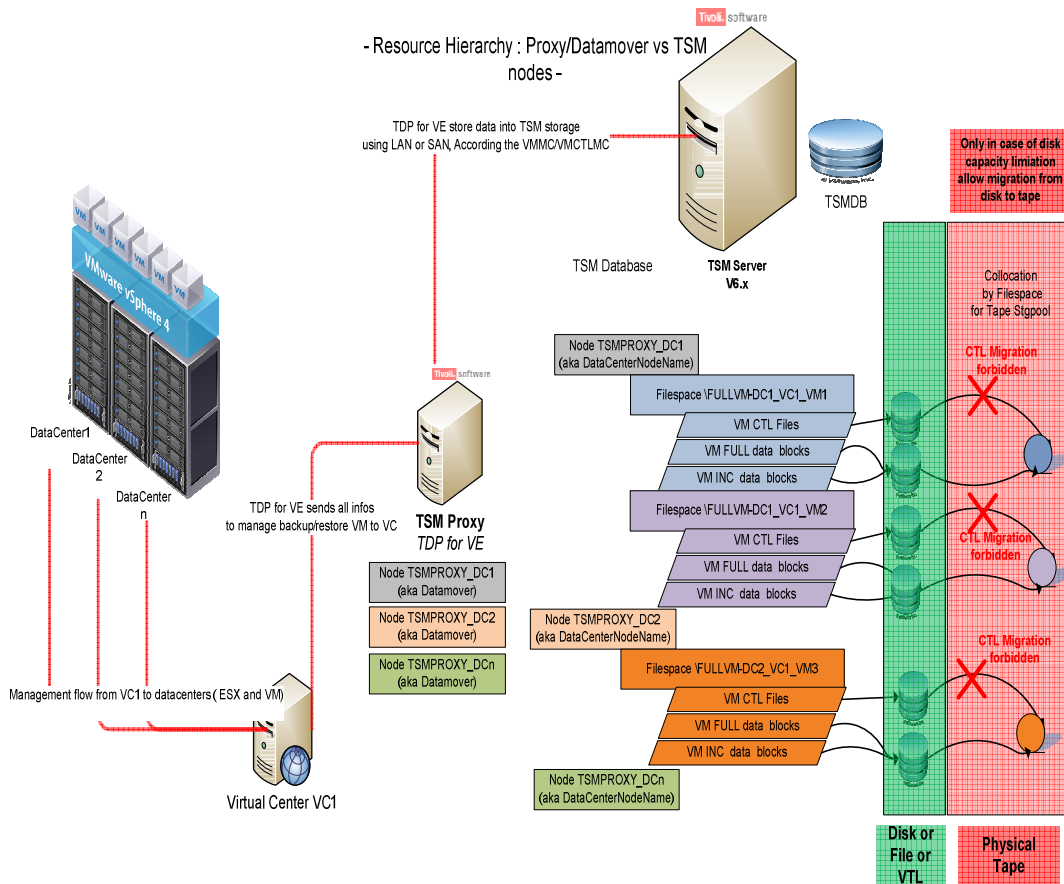 Tivoli. software
- Resource Hierarchy : Proxy/Datamover vs TSM
nodes -
TDP for VE store data into TSM storage
using LAN or SAN, According the VMMC/VMCTLMC
TSMDB
Only in case of disk
capacity limiation
allow migration from
disk to tape
VM
VM
VM
VM
VM
VM
VMware vSphere 4
TSM Database
TSM Server
V6.x
Collocation
by Filespace
for Tape Stgpool
Node TSMPROXY_DC1
(aka DataCenterNodeName)
CTL Migration
forbidden
Filespace \FULLVM-DC1_VC1_VM1
VM CTL Files
VM FULL data blocks
VM INC data blocks
Tivoli. software
DataCenter1
DataCenter
2
DataCenter
n
TDP for VE sends all infos
to manage backup/restore VM to VC
TSM Proxy
TDP for VE
Filespace \FULLVM-DC1_VC1_VM2
VM CTL Files
VM FULL data blocks
VM INC data blocks
CTL Migration
forbidden
Node TSMPROXY_DC1
(aka Datamover)
Node TSMPROXY_DC2
(aka Datamover)
Node TSMPROXY_DCn
(aka Datamover)
Node TSMPROXY_DC2
(aka DataCenterNodeName)
CTL Migration
forbidden
Filespace \FULLVM-DC2_VC1_VM3
VM CTL Files
VM FULL data blocks
VM INC data blocks
Management flow from VC1 to datacenters ( ESX and VM)
Node TSMPROXY_DCn
(aka DataCenterNodeName)
Virtual Center VC1
Disk or
File or
VTL
Physical
Tape